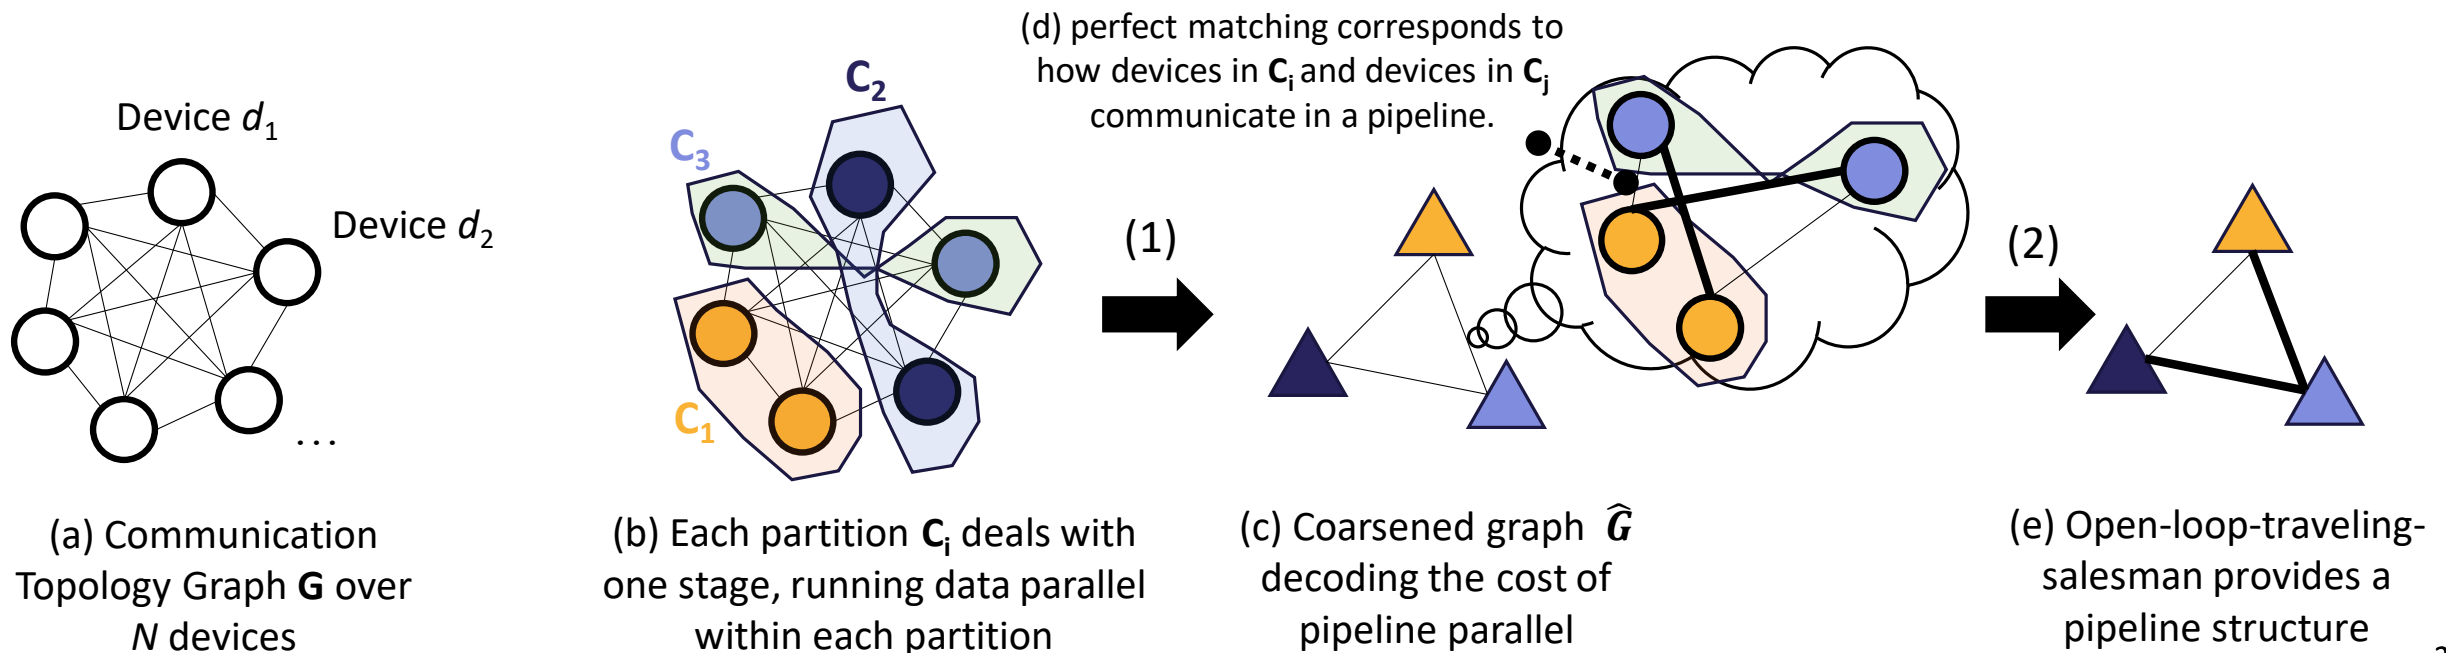 (d) perfect matching corresponds to
how devices in Ci and devices in Cj
communicate in a pipeline.
Device d1
Device d2
...
C2
C3
C1
(1)
(2)
(a) Communication
Topology Graph G over
N devices
(b) Each partition Ci deals with
one stage, running data parallel
within each partition
(c) Coarsened graph Ĝ
decoding the cost of
pipeline parallel
(e) Open-loop-traveling-
salesman provides a
pipeline structure